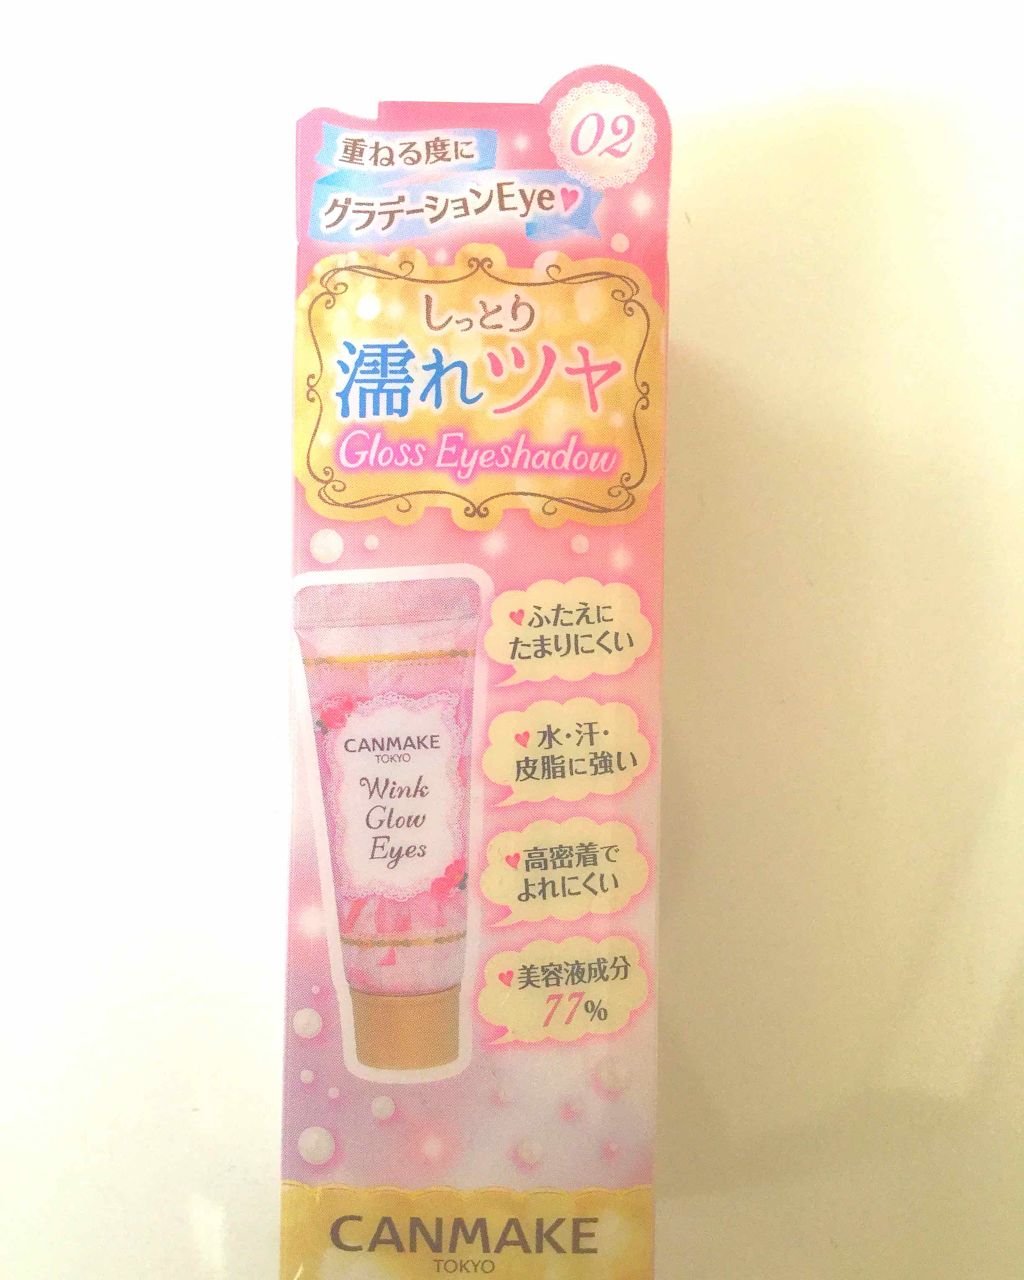 02
重ねる度に
グラデーションEye♥
しっとり
濡れツヤ
Gloss Eyeshadow
♥ふたえに
たまりにくい
♥水・汗・
皮脂に強い
♥高密着で
よれにくい
♥美容液成分
77%
CANMAKE
TOKYO
Wink
Glow
Eyes
CANMAKE
TOKYO